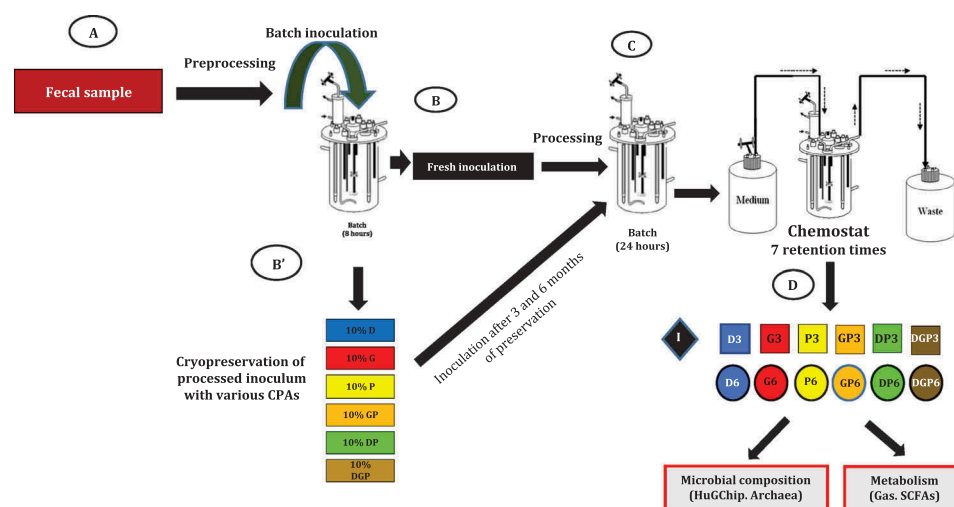 A
Batch inoculation
C
Preprocessing
Fecal sample
B
Processing
Fresh inoculation
Medium
Waste
Batch
(8 hours)
Batch
(24 hours)
Chemostat
7 retention times
B’
D
Inoculation after 3 and 6 months
of preservation
10% D
10% G
10% P
10% GP
10% DP
10%
DGP
Cryopreservation of
processed inoculum
with various CPAs
I
D3
G3
P3
GP3
DP3
DGP3
D6
G6
P6
GP6
DP6
DGP6
Microbial composition
(HuGChip. Archaea)
Metabolism
(Gas. SCFAs)